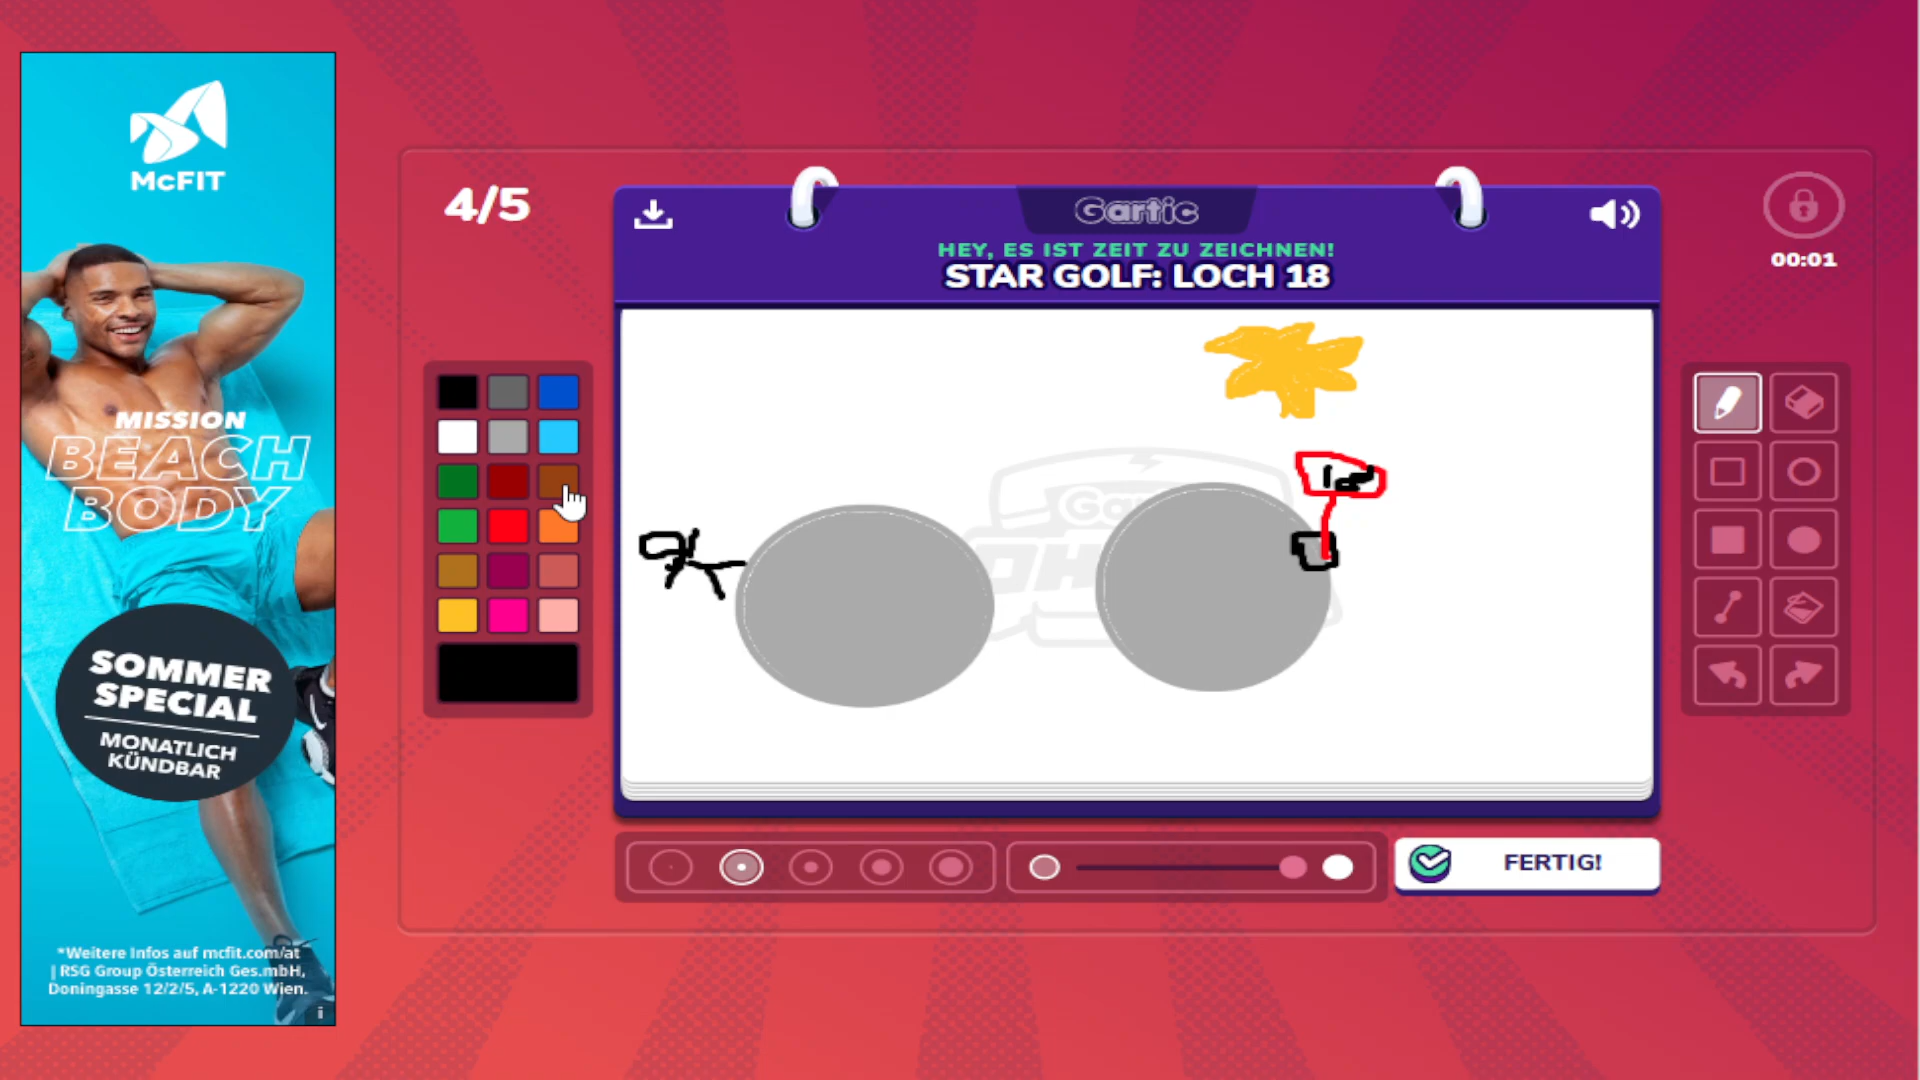 McFIT
MISSION
BEACH
BODY
SOMMER
SPECIAL
MONATLICH
KÜNDBAR
*Weitere Infos auf mcfit.com/at
| RSG Group Österreich Ges.mbH,
Doningasse 12/2/5, A-1220 Wien.
i
4/5
Gartic
HEY, ES IST ZEIT ZU ZEICHNEN!
STAR GOLF: LOCH 18
00:01
FERTIG!